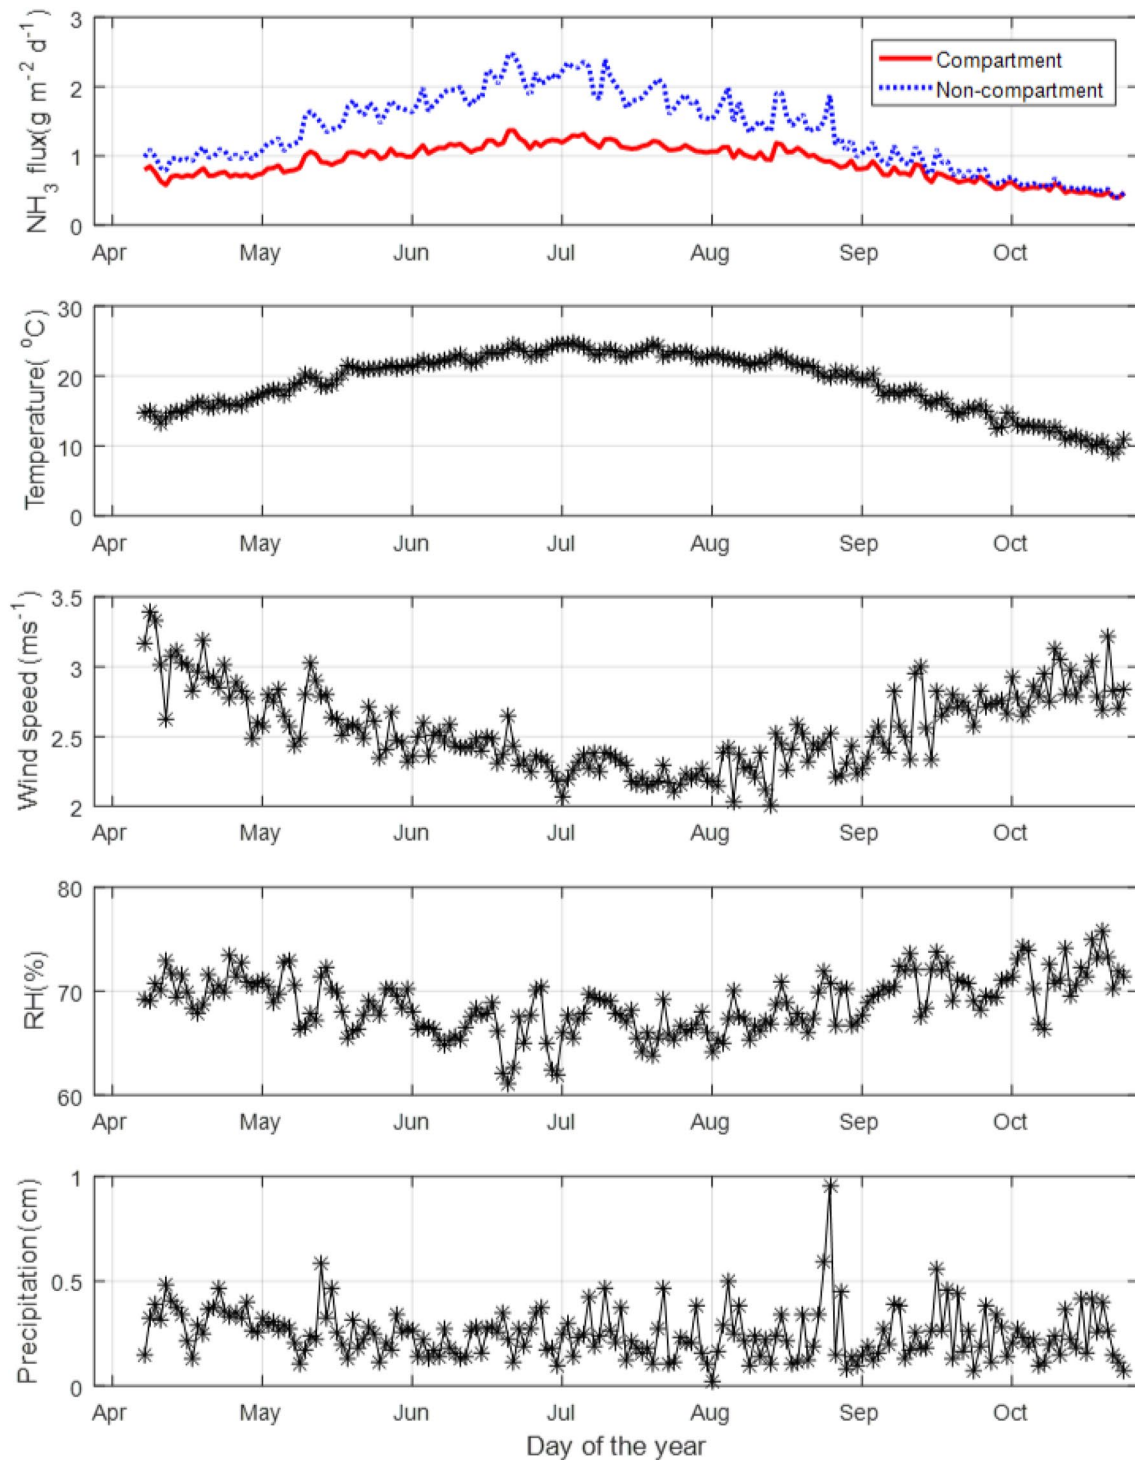 NH3 flux(g m-2 d-1)
3
2
1
0
Compartment
Non-compartment
Apr May Jun Jul Aug Sep Oct
Temperature( oC)
30
20
10
0
Apr May Jun Jul Aug Sep Oct
Wind speed (ms-1)
3.5
3
2.5
2
Apr May Jun Jul Aug Sep Oct
RH(%)
80
70
60
Apr May Jun Jul Aug Sep Oct
Precipitation(cm)
1
0.5
0
Apr May Jun Jul Aug Sep Oct
Day of the year